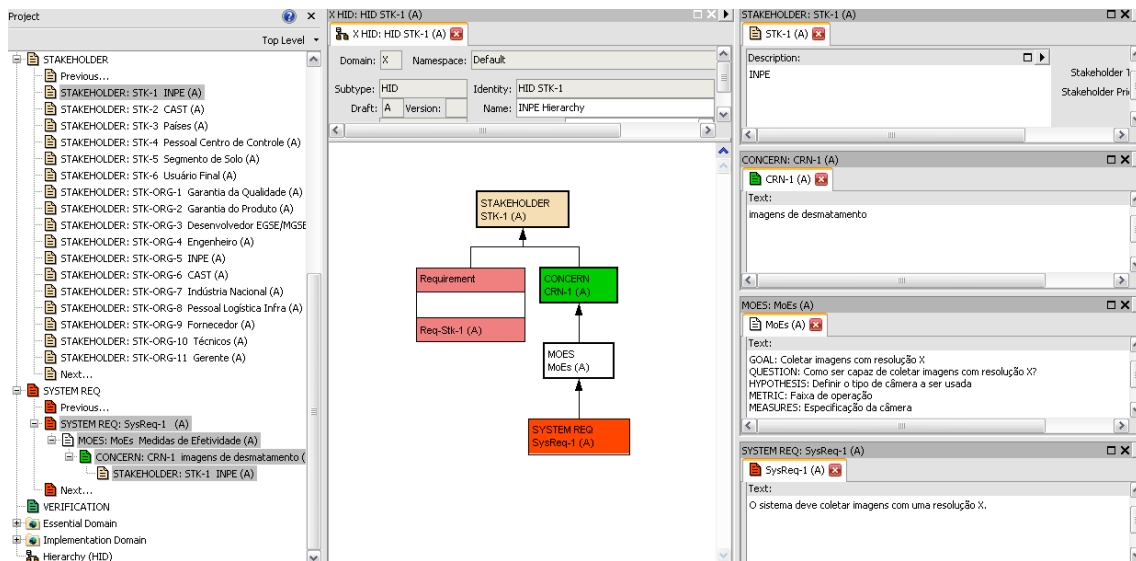 Project
Top Level
STAKEHOLDER
Previous...
STAKEHOLDER: STK-1 INPE (A)
STAKEHOLDER: STK-2 CAST (A)
STAKEHOLDER: STK-3 Países (A)
STAKEHOLDER: STK-4 Pessoal Centro de Controle (A)
STAKEHOLDER: STK-5 Segmento de Solo (A)
STAKEHOLDER: STK-6 Usuário Final (A)
STAKEHOLDER: STK-ORG-1 Garantia da Qualidade (A)
STAKEHOLDER: STK-ORG-2 Garantia do Produto (A)
STAKEHOLDER: STK-ORG-3 Desenvolvedor EGSE/MGSE
STAKEHOLDER: STK-ORG-4 Engenheiro (A)
STAKEHOLDER: STK-ORG-5 INPE (A)
STAKEHOLDER: STK-ORG-6 CAST (A)
STAKEHOLDER: STK-ORG-7 Indústria Nacional (A)
STAKEHOLDER: STK-ORG-8 Pessoal Logística Infra (A)
STAKEHOLDER: STK-ORG-9 Fornecedor (A)
STAKEHOLDER: STK-ORG-10 Técnicos (A)
STAKEHOLDER: STK-ORG-11 Gerente (A)
Next...
SYSTEM REQ
Previous...
SYSTEM REQ: SysReq-1 (A)
MOES: MoEs Medidas de Efetividade (A)
CONCERN: CRN-1 imagens de desmatamento (
STAKEHOLDER: STK-1 INPE (A)
Next...
VERIFICATION
Essential Domain
Implementation Domain
Hierarchy (HID)
X HID: HID STK-1 (A)
X HID: HID STK-1 (A)
Domain: X Namespace: Default
Subtype: HID Identity: HID STK-1
Draft: A Version: Name: INPE Hierarchy
STAKEHOLDER
STK-1 (A)
Requirement
Req-Stk-1 (A)
CONCERN
CRN-1 (A)
MOES
MoEs (A)
SYSTEM REQ
SysReq-1 (A)
STAKEHOLDER: STK-1 (A)
STK-1 (A)
Description:
INPE
Stakeholder T
Stakeholder Pri
CONCERN: CRN-1 (A)
CRN-1 (A)
Text:
imagens de desmatamento
MOES: MoEs (A)
MoEs (A)
Text:
GOAL: Coletar imagens com resolução X
QUESTION: Como ser capaz de coletar imagens com resolução X?
HYPOTHESIS: Definir o tipo de câmera a ser usada
METRIC: Faixa de operação
MEASURES: Especificação da câmera
SYSTEM REQ: SysReq-1 (A)
SysReq-1 (A)
Text:
O sistema deve coletar imagens com uma resolução X.